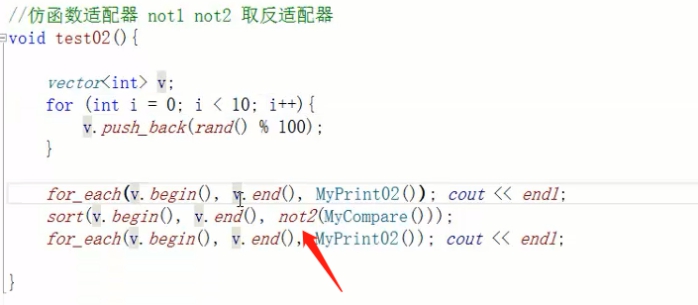 //仿函数适配器 not1 not2 取反适配器
void test02(){
vector<int> v;
for (int i = 0; i < 10; i++){
v.push_back(rand() % 100);
}
for_each(v.begin(), v.end(), MyPrint02()); cout << endl;
sort(v.begin(), v.end(), not2(MyCompare()));
for_each(v.begin(), v.end(), MyPrint02()); cout << endl;
}